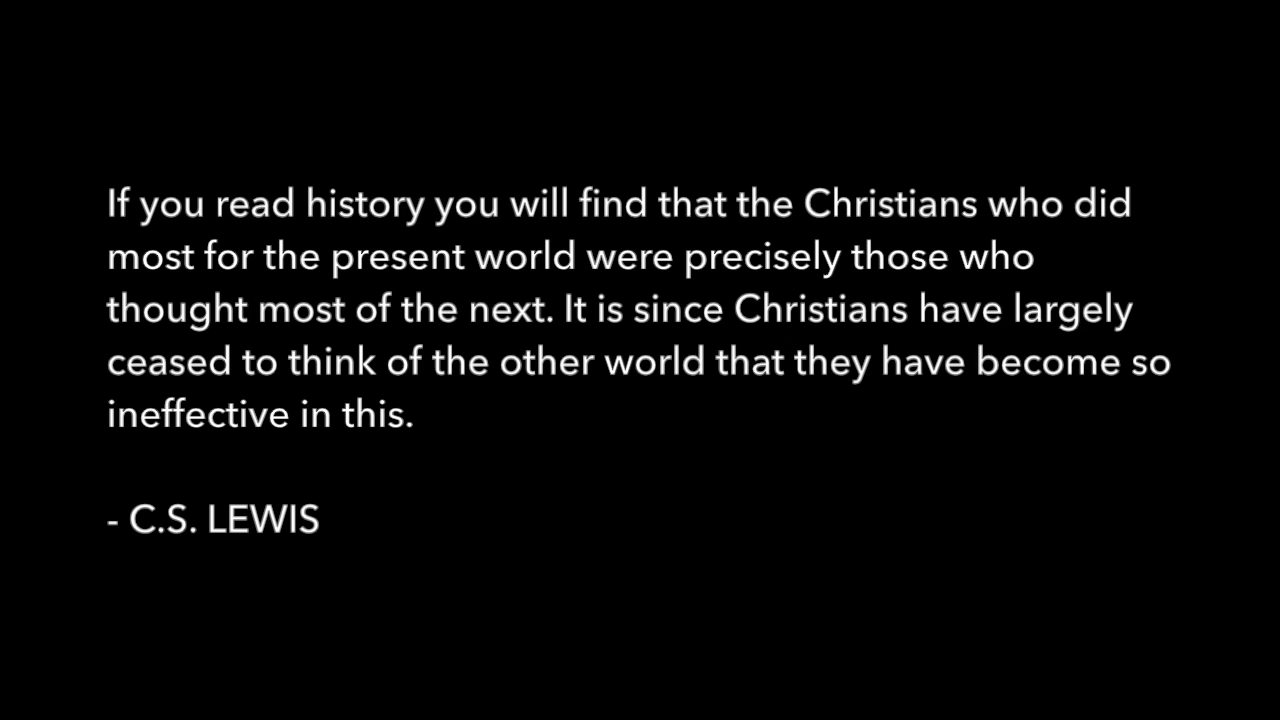 If you read history you will find that the Christians who did
most for the present world were precisely those who
thought most of the next. It is since Christians have largely
ceased to think of the other world that they have become so
ineffective in this.
- C.S. LEWIS